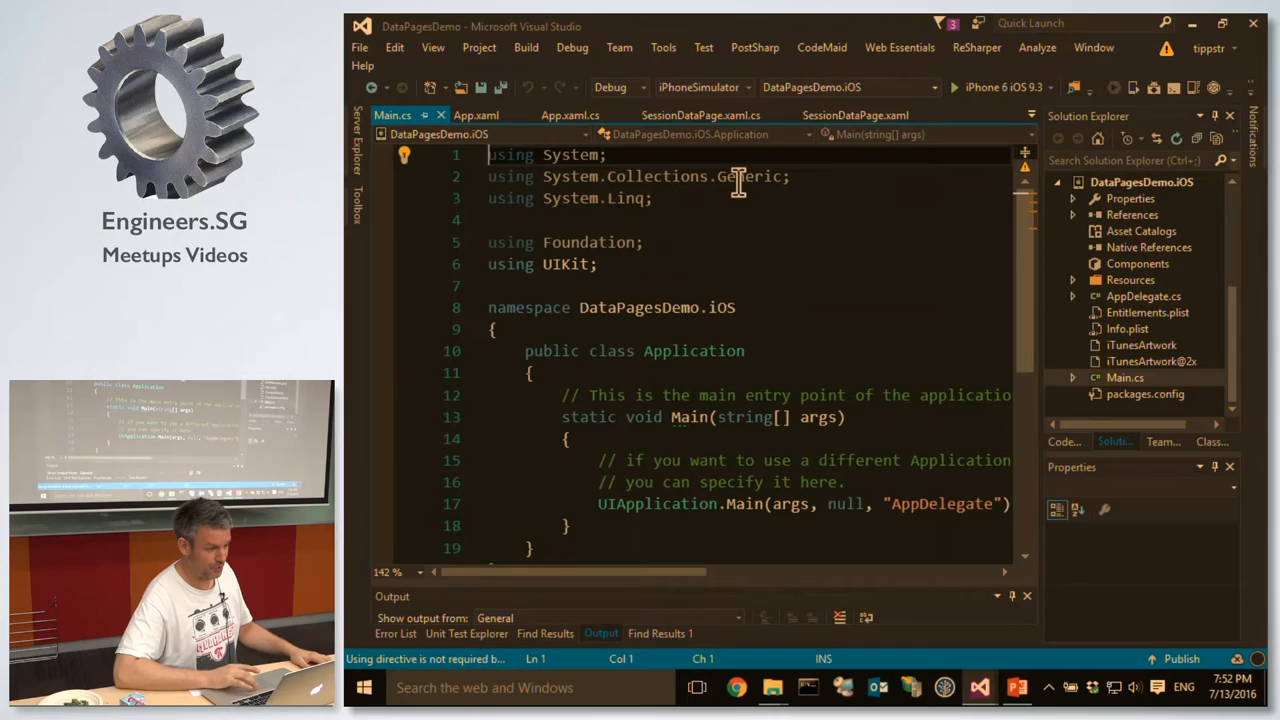 Engineers.SG
Meetups Videos
DataPagesDemo - Microsoft Visual Studio
3
Quick Launch
File Edit View Project Build Debug Team Tools Test PostSharp CodeMaid Web Essentials ReSharper Analyze Window
tippstr
Help
Debug iPhoneSimulator DataPagesDemo.iOS iPhone 6 iOS 9.3
Server Explorer
Toolbox
Main.cs App.xaml App.xaml.cs SessionDataPage.xaml.cs SessionDataPage.xaml
DataPagesDemo.iOS DataPagesDemo.iOS.Application Main(string[] args)
1 using System;
2 using System.Collections.Generic;
3 using System.Linq;
4
5 using Foundation;
6 using UIKit;
7
8 namespace DataPagesDemo.iOS
9 {
10 public class Application
11 {
12 // This is the main entry point of the applicatio
13 static void Main(string[] args)
14 {
15 // if you want to use a different Application
16 // you can specify it here.
17 UIApplication.Main(args, null, "AppDelegate")
18 }
19 }
142 %
Output
Show output from: General
Error List Unit Test Explorer Find Results Output Find Results 1
Solution Explorer
Search Solution Explorer (Ctrl+;)
DataPagesDemo.iOS
Properties
References
Asset Catalogs
Native References
Components
Resources
AppDelegate.cs
Entitlements.plist
Info.plist
iTunesArtwork
iTunesArtwork@2x
Main.cs
packages.config
Code... Soluti... Team... Class...
Properties
Notifications
Using directive is not required b... Ln 1 Col 1 Ch 1 INS Publish
Search the web and Windows
ENG
7:52 PM
7/13/2016